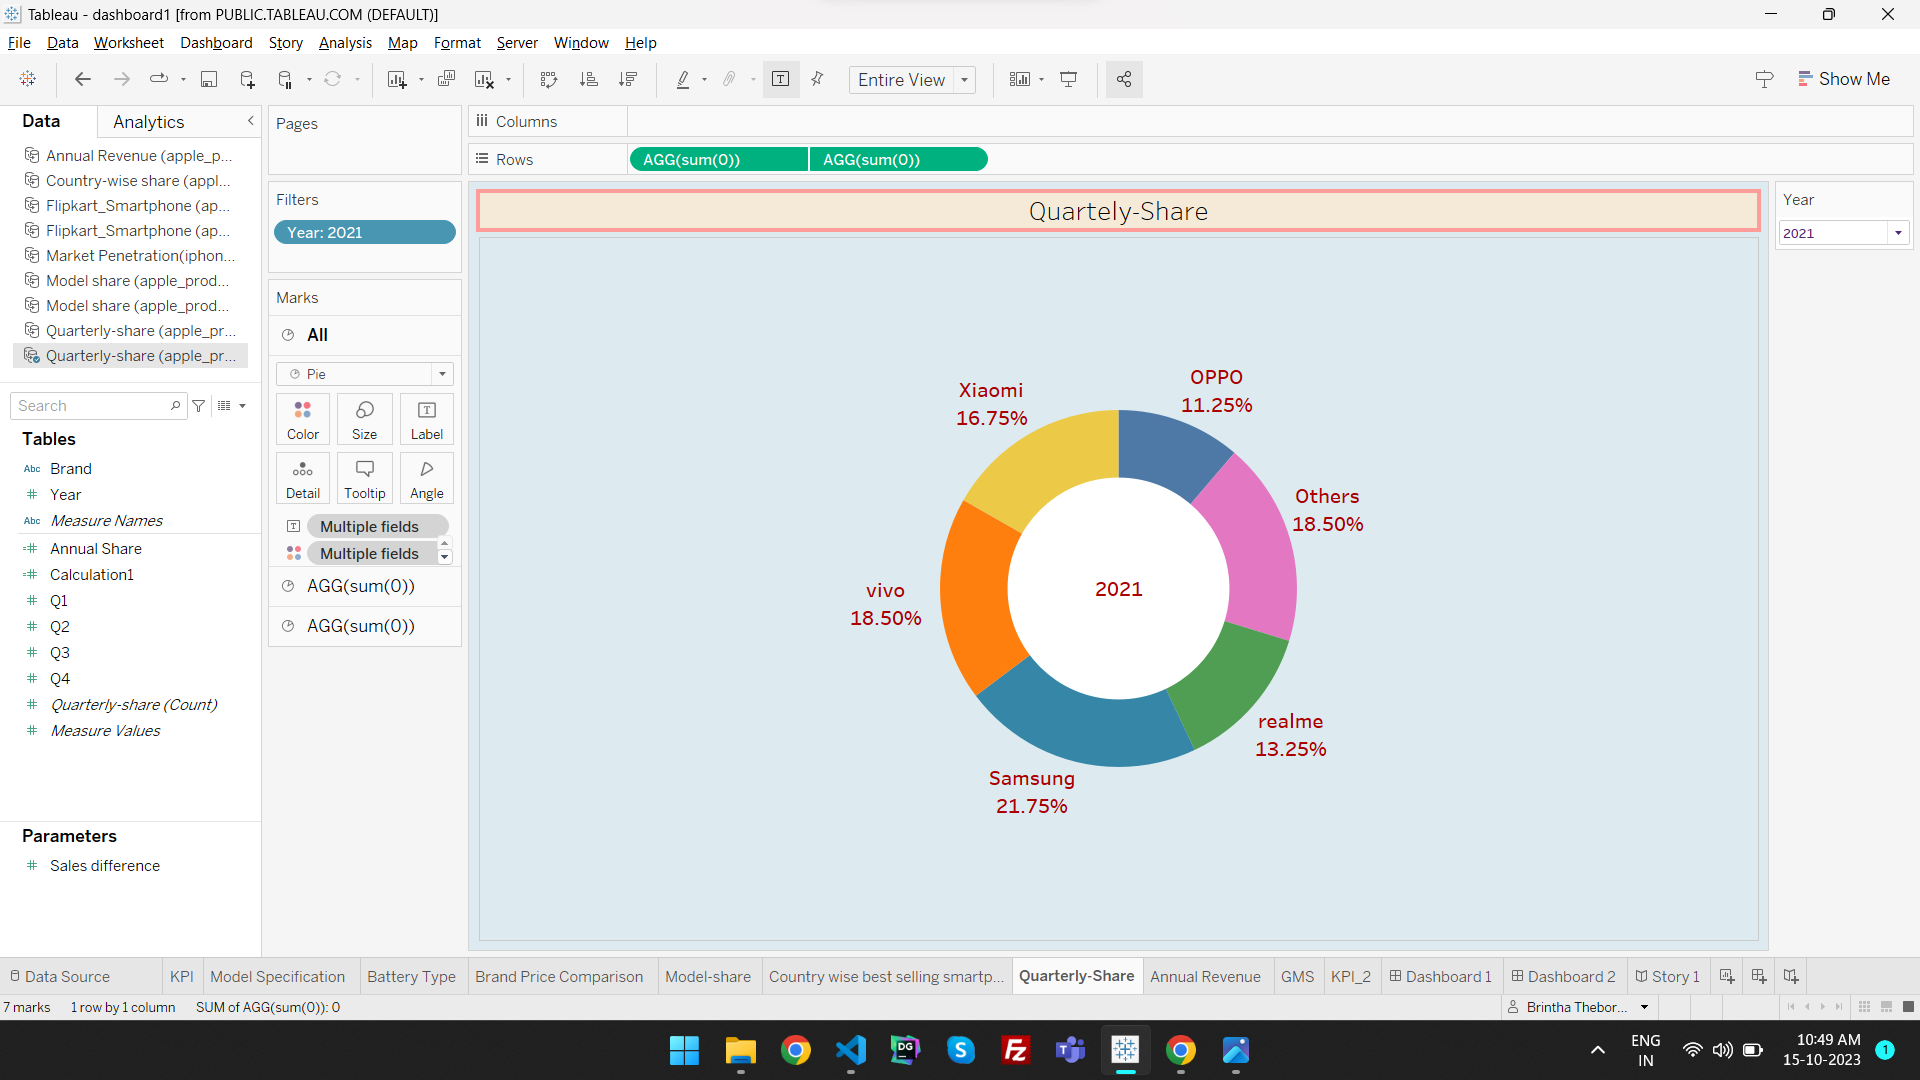 Tableau - dashboard1 [from PUBLIC.TABLEAU.COM (DEFAULT)]
File Data Worksheet Dashboard Story Analysis Map Format Server Window Help
Entire View
Show Me
Data Analytics
Annual Revenue (apple_p...
Country-wise share (appl...
Flipkart_Smartphone (ap...
Flipkart_Smartphone (ap...
Market Penetration(iphon...
Model share (apple_prod...
Model share (apple_prod...
Quarterly-share (apple_pr...
Quarterly-share (apple_pr...
Search
Tables
Abc Brand
Year
Abc Measure Names
Annual Share
Calculation1
Q1
Q2
Q3
Q4
Quarterly-share (Count)
Measure Values
Parameters
Sales difference
Pages
Filters
Year: 2021
Marks
All
Pie
Color Size Label
Detail Tooltip Angle
Multiple fields
Multiple fields
AGG(sum(0))
AGG(sum(0))
Columns
Rows AGG(sum(0)) AGG(sum(0))
Quartely-Share
OPPO
11.25%
Xiaomi
16.75%
Others
18.50%
vivo
18.50%
2021
realme
13.25%
Samsung
21.75%
Year
2021
Data Source KPI Model Specification Battery Type Brand Price Comparison Model-share Country wise best selling smartp... Quarterly-Share Annual Revenue GMS KPI_2 Dashboard 1 Dashboard 2 Story 1
7 marks 1 row by 1 column SUM of AGG(sum(0)): 0 Brintha Thebor...
DG
S
Fz
T
ENG
IN
10:49 AM
15-10-2023
1